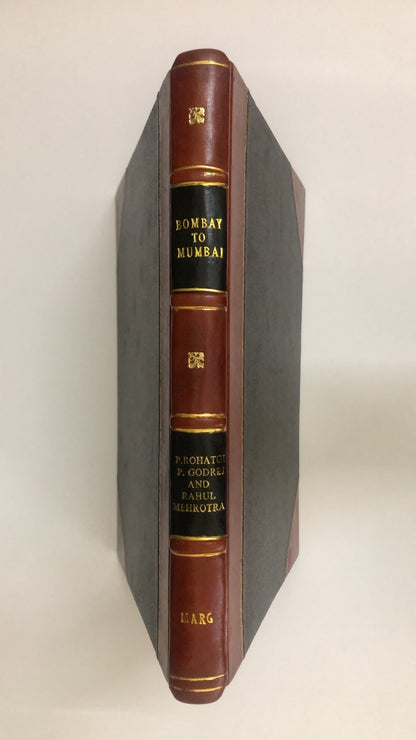 BOMBAY
TO
MUMBAI
P.ROHATGI
P. GODREJ
AND
RAHUL
MEHROTRA
MARG